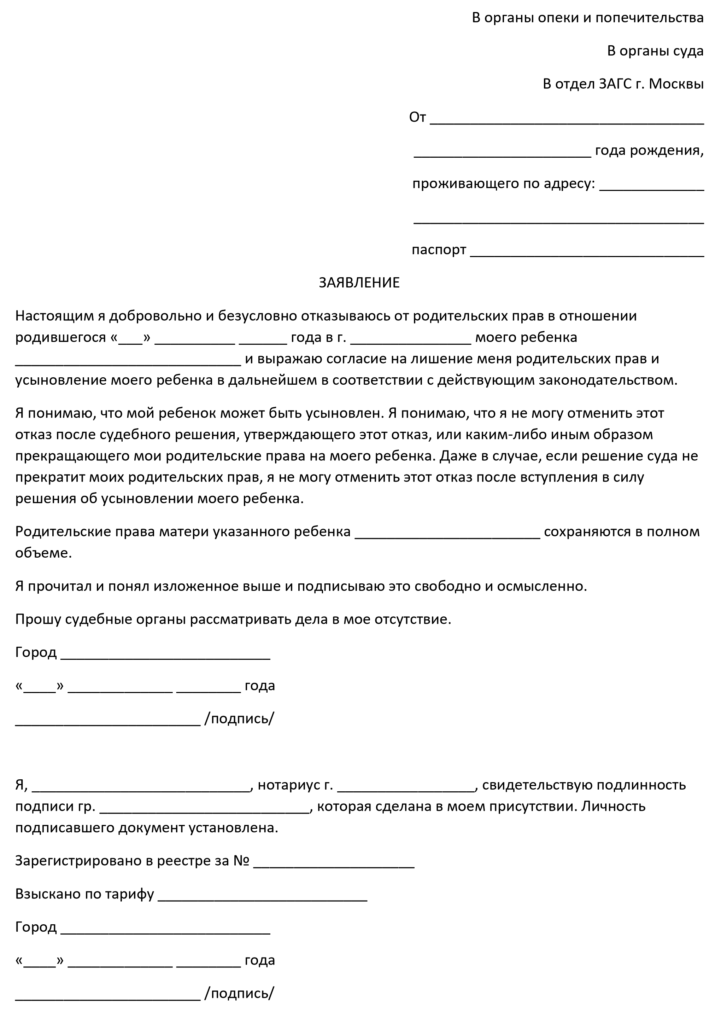 В органы опеки и попечительства
В органы суда
В отдел ЗАГС г. Москвы
От __________________________________
______________________ года рождения,
проживающего по адресу: _____________
____________________________________
паспорт ________________________________
ЗАЯВЛЕНИЕ
Настоящим я добровольно и безусловно отказываюсь от родительских прав в отношении
родившегося «___» __________ ______ года в г. _______________ моего ребенка
____________________________ и выражаю согласие на лишение меня родительских прав и
усыновление моего ребенка в дальнейшем в соответствии с действующим законодательством.
Я понимаю, что мой ребенок может быть усыновлен. Я понимаю, что я не могу отменить этот
отказ после судебного решения, утверждающего этот отказ, или каким-либо иным образом
прекращающего мои родительские права на моего ребенка. Даже в случае, если решение суда не
прекратит моих родительских прав, я не могу отменить этот отказ после вступления в силу
решения об усыновлении моего ребенка.
Родительские права матери указанного ребенка _______________________ сохраняются в полном
объеме.
Я прочитал и понял изложенное выше и подписываю это свободно и осмысленно.
Прошу судебные органы рассматривать дела в мое отсутствие.
Город __________________________
«____» _____________ ________ года
_______________________ /подпись/
Я, ___________________________, нотариус г. _________________, свидетельствую подлинность
подписи гр. __________________________, которая сделана в моем присутствии. Личность
подписавшего документ установлена.
Зарегистрировано в реестре за № ____________________
Взыскано по тарифу __________________________
Город __________________________
«____» _____________ ________ года
_______________________ /подпись/